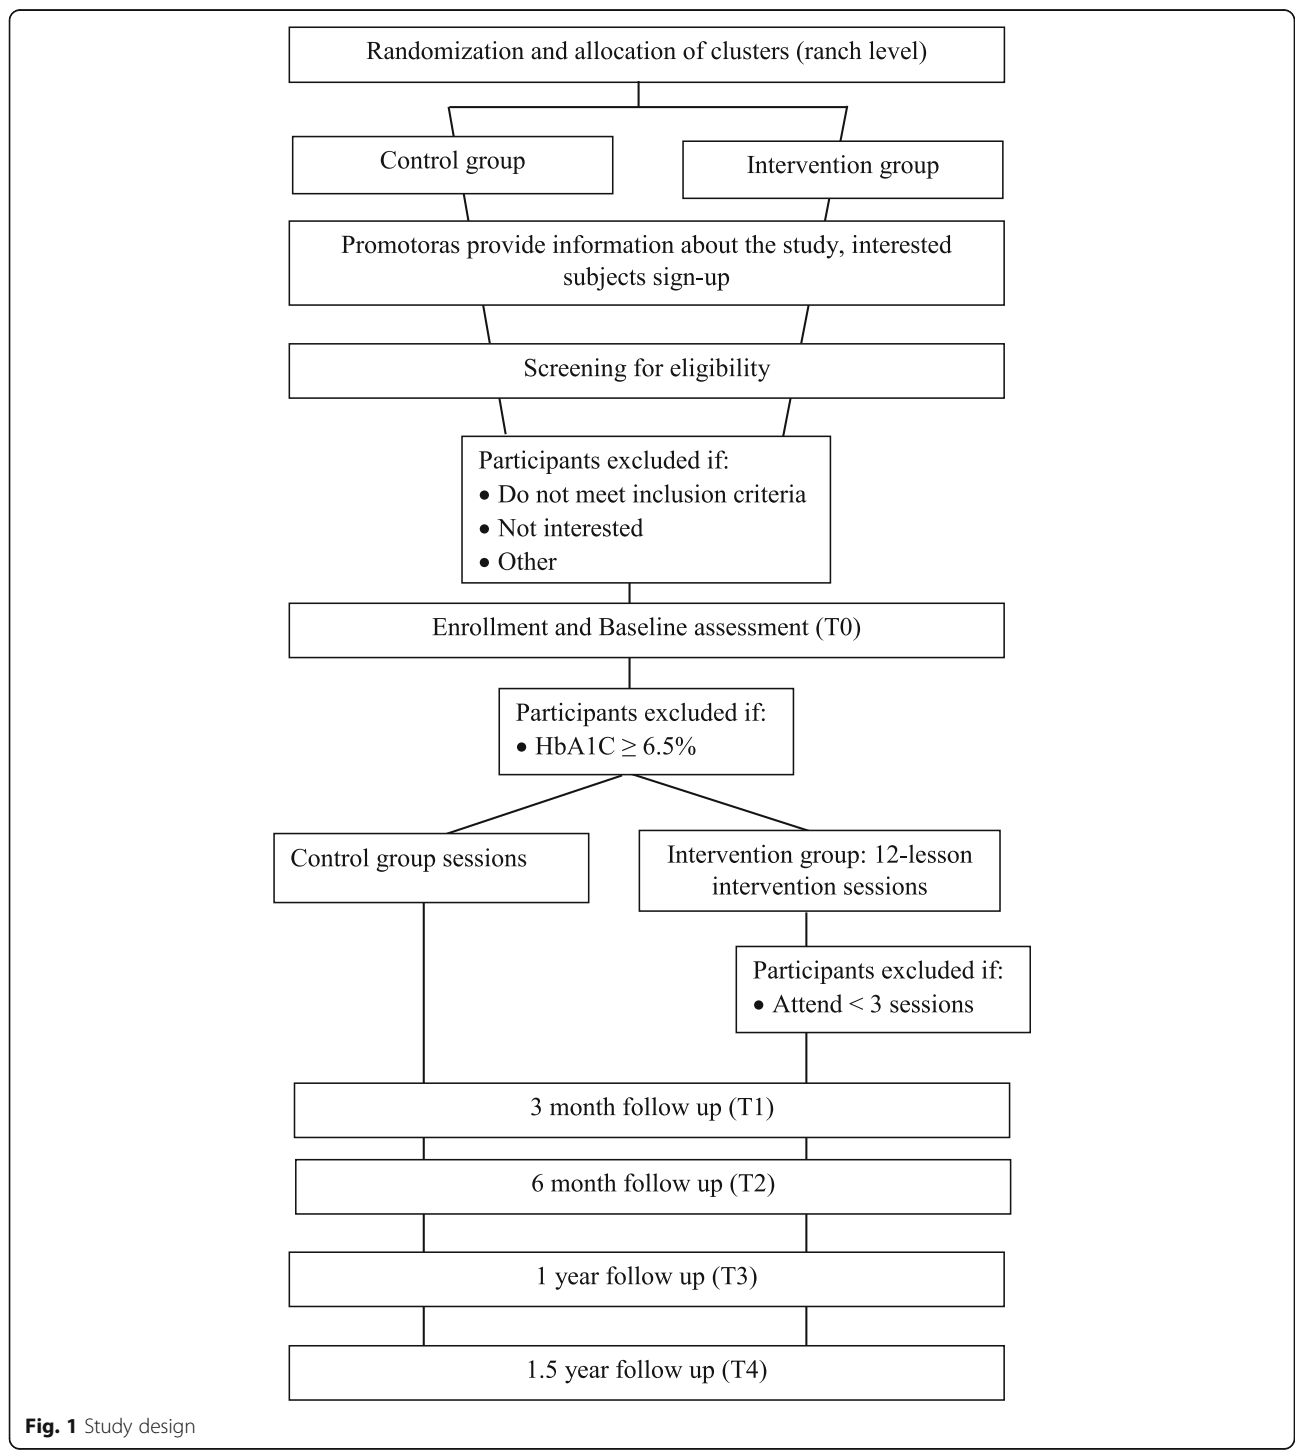 Randomization and allocation of clusters (ranch level)
Control group
Intervention group
Promotoras provide information about the study, interested
subjects sign-up
Screening for eligibility
Participants excluded if:
• Do not meet inclusion criteria
• Not interested
• Other
Enrollment and Baseline assessment (T0)
Participants excluded if:
• HbA1C ≥ 6.5%
Control group sessions
Intervention group: 12-lesson
intervention sessions
Participants excluded if:
• Attend < 3 sessions
3 month follow up (T1)
6 month follow up (T2)
1 year follow up (T3)
1.5 year follow up (T4)
Fig. 1 Study design